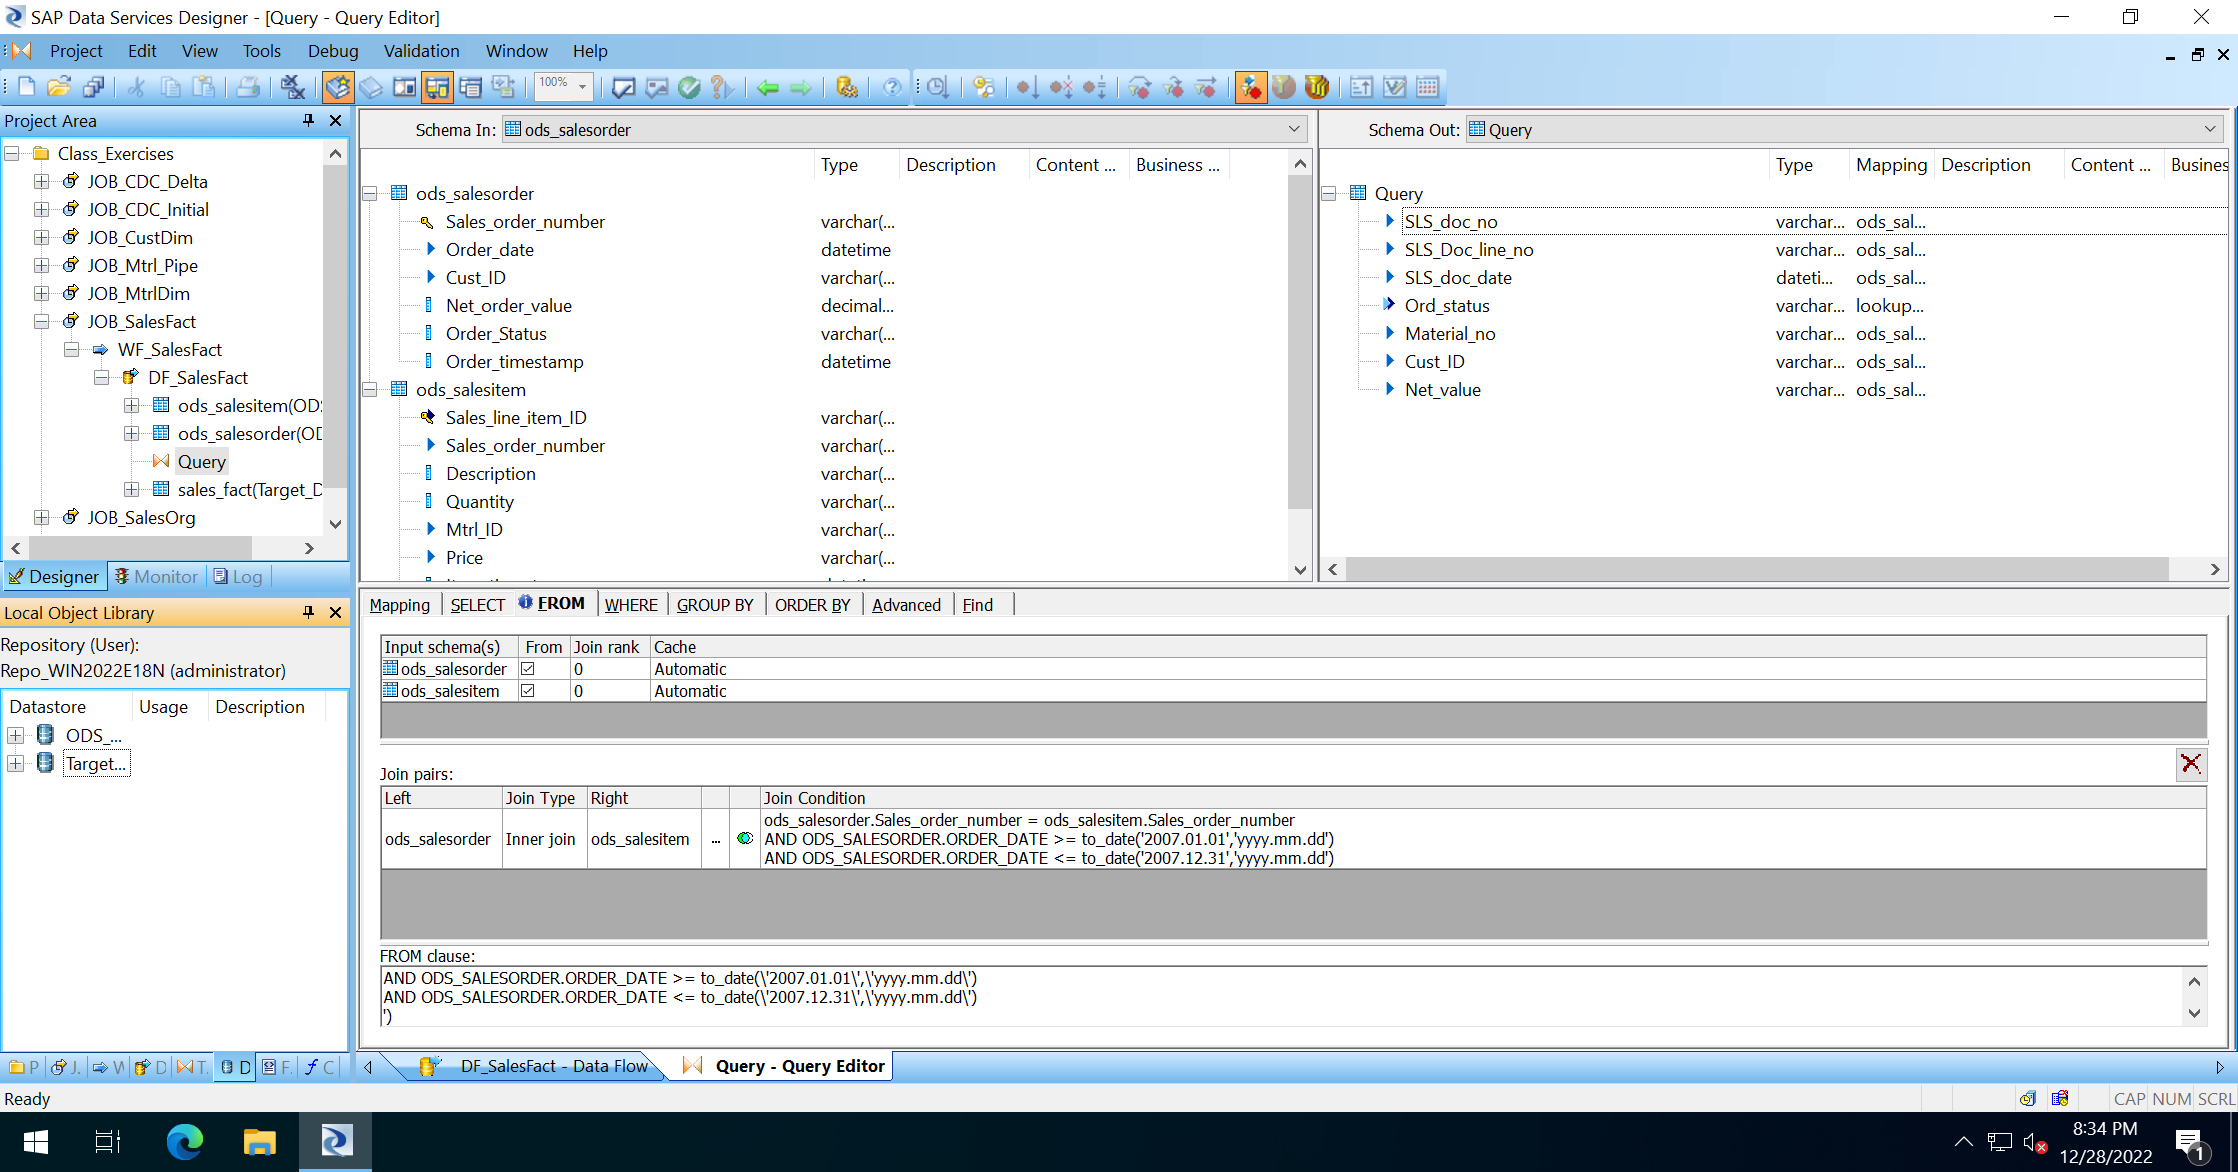 SAP Data Services Designer - [Query - Query Editor]
Project Edit View Tools Debug Validation Window Help
100%
Project Area
Class_Exercises
JOB_CDC_Delta
JOB_CDC_Initial
JOB_CustDim
JOB_Mtrl_Pipe
JOB_MtrlDim
JOB_SalesFact
WF_SalesFact
DF_SalesFact
ods_salesitem(ODS
ods_salesorder(OD
Query
sales_fact(Target_D
JOB_SalesOrg
Designer Monitor Log
Local Object Library
Repository (User):
Repo_WIN2022E18N (administrator)
Datastore Usage Description
ODS_...
Target...
P J. W D T. D F. C
Schema In: ods_salesorder
Type Description Content ... Business ...
ods_salesorder
Sales_order_number varchar(...
Order_date datetime
Cust_ID varchar(...
Net_order_value decimal...
Order_Status varchar(...
Order_timestamp datetime
ods_salesitem
Sales_line_item_ID varchar(...
Sales_order_number varchar(...
Description varchar(...
Quantity varchar(...
Mtrl_ID varchar(...
Price varchar(...
Schema Out: Query
Type Mapping Description Content ... Busines
Query
SLS_doc_no varchar... ods_sal...
SLS_Doc_line_no varchar... ods_sal...
SLS_doc_date dateti... ods_sal...
Ord_status varchar... lookup...
Material_no varchar... ods_sal...
Cust_ID varchar... ods_sal...
Net_value varchar... ods_sal...
Mapping SELECT FROM WHERE GROUP BY ORDER BY Advanced Find
Input schema(s) From Join rank Cache
ods_salesorder 0 Automatic
ods_salesitem 0 Automatic
Join pairs:
Left Join Type Right Join Condition
ods_salesorder Inner join ods_salesitem ...
ods_salesorder.Sales_order_number = ods_salesitem.Sales_order_number
AND ODS_SALESORDER.ORDER_DATE >= to_date('2007.01.01','yyyy.mm.dd')
AND ODS_SALESORDER.ORDER_DATE <= to_date('2007.12.31','yyyy.mm.dd')
FROM clause:
AND ODS_SALESORDER.ORDER_DATE >= to_date(\'2007.01.01\',\'yyyy.mm.dd\')
AND ODS_SALESORDER.ORDER_DATE <= to_date(\'2007.12.31\',\'yyyy.mm.dd\')
')
DF_SalesFact - Data Flow Query - Query Editor
Ready
CAP NUM SCRL
8:34 PM
12/28/2022
1